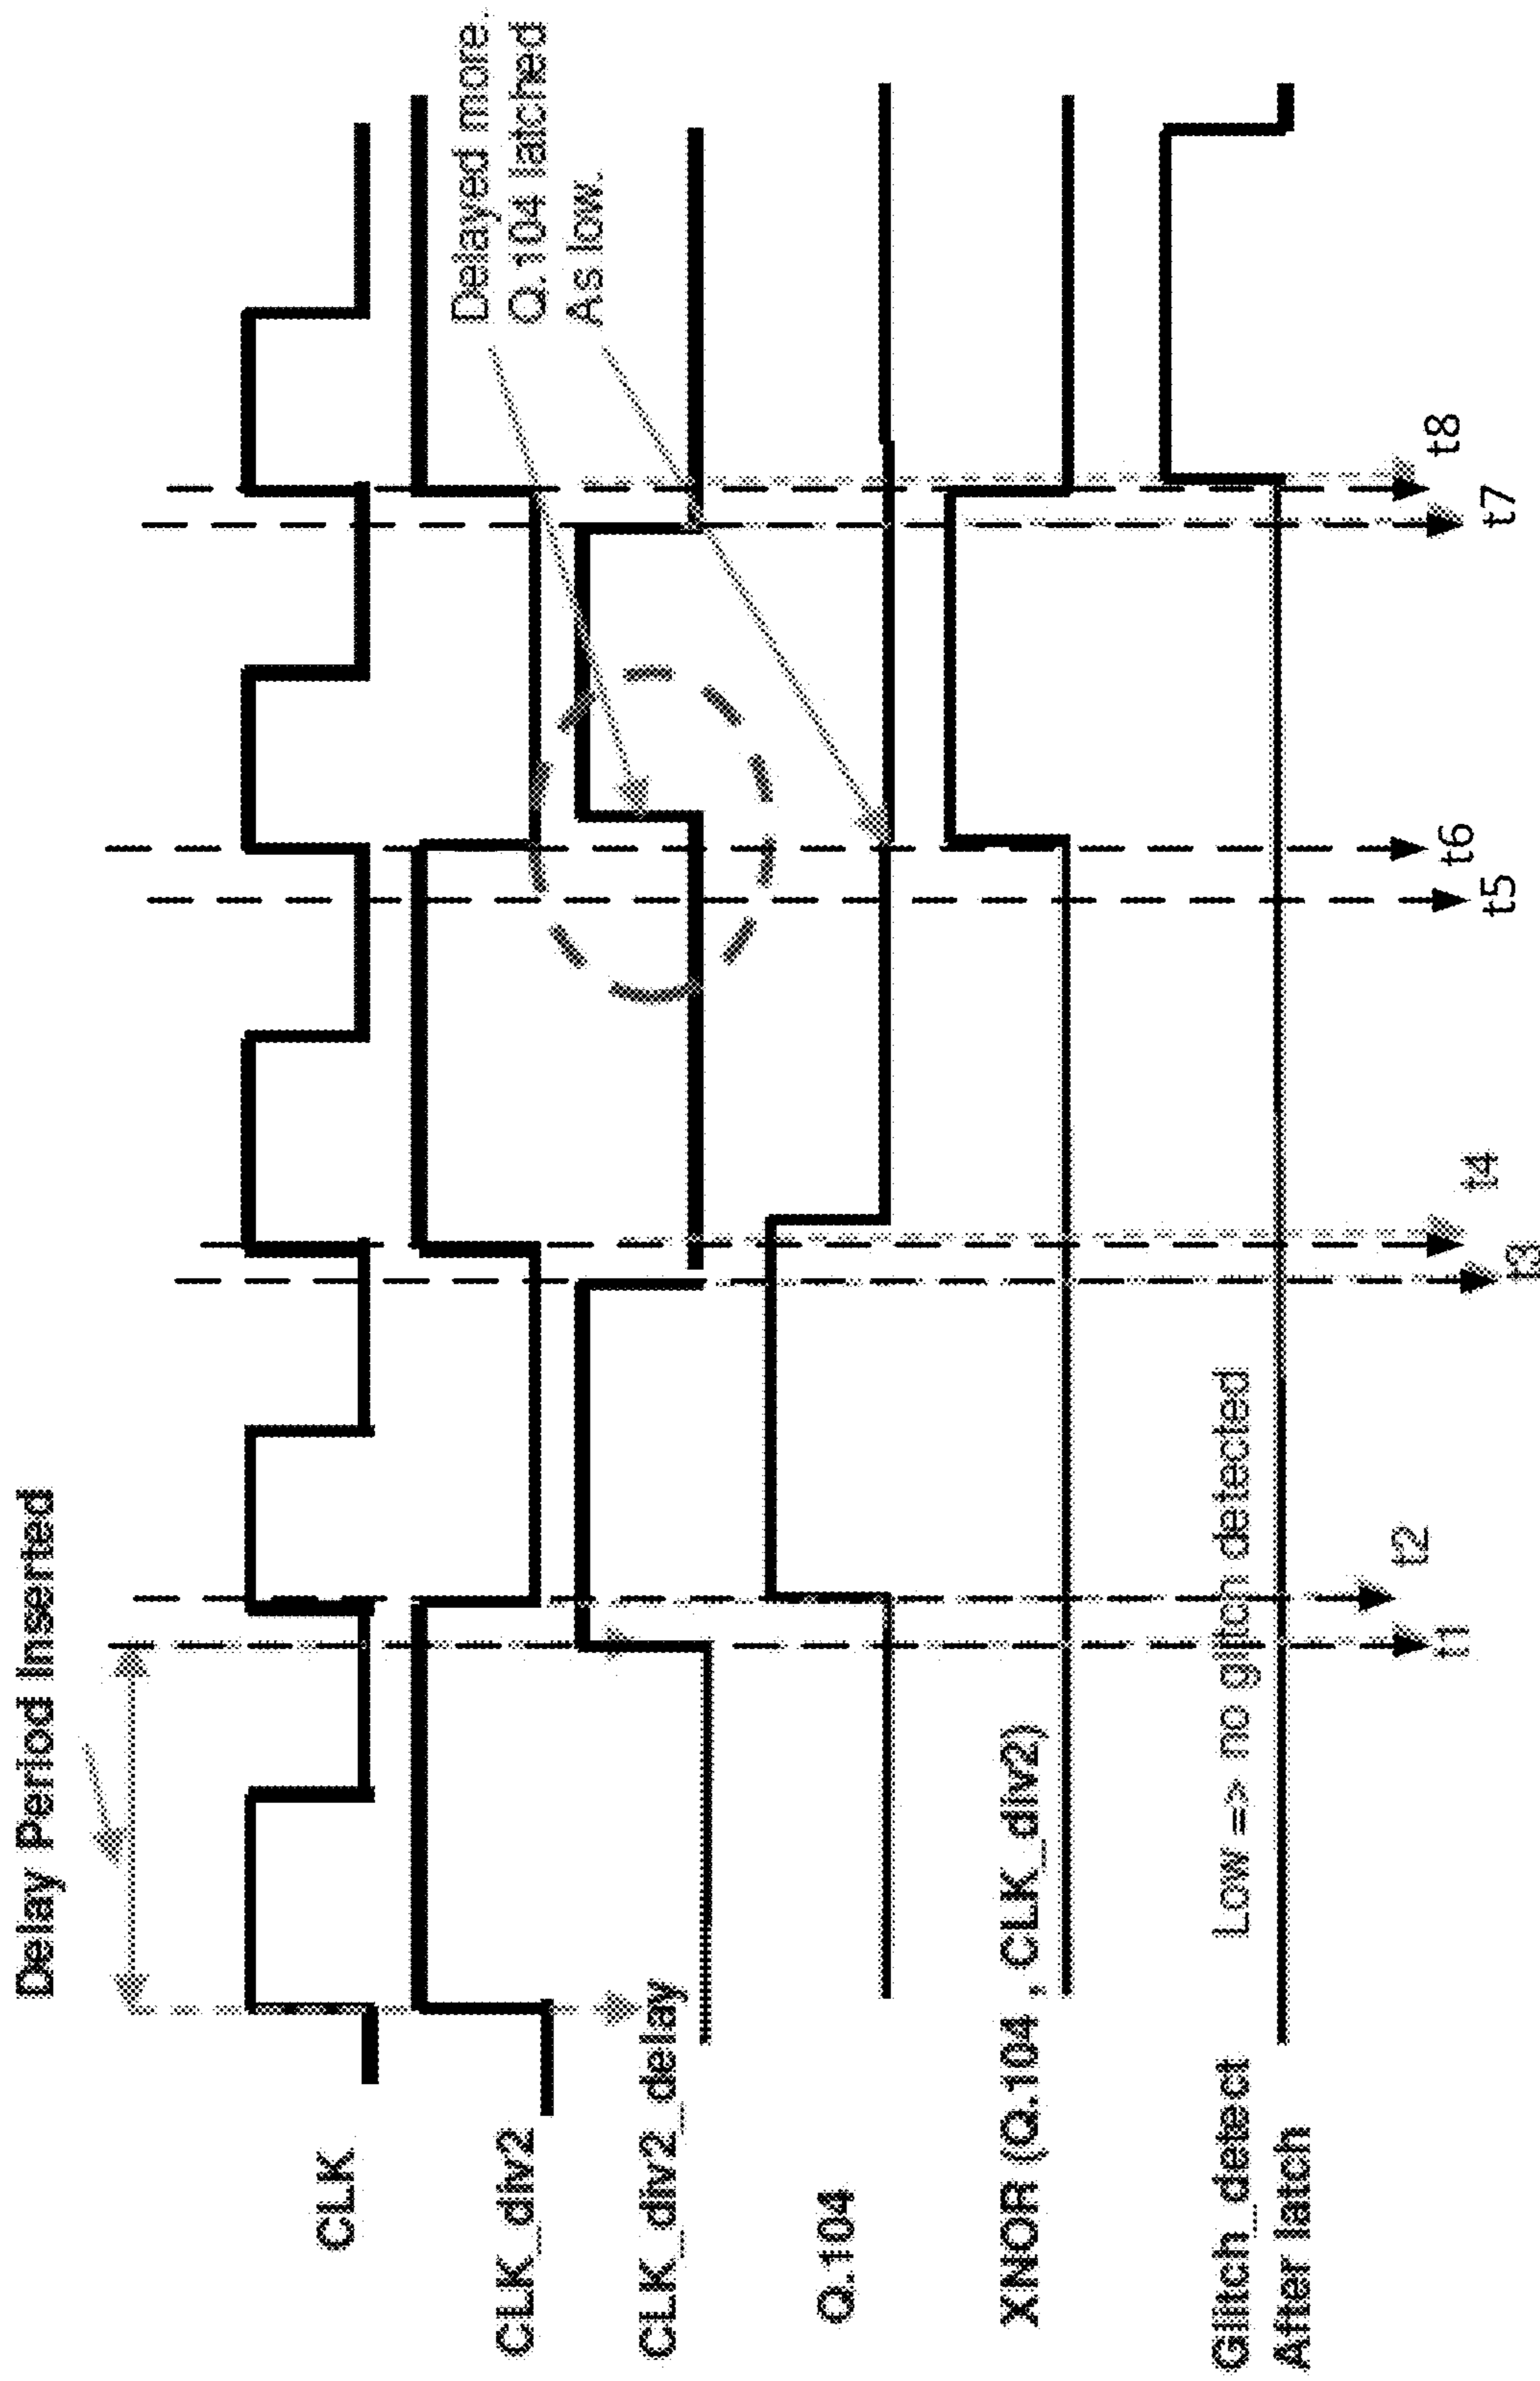 Delay Period Inserted
CLK
CLK_div2
Delayed more.
Q.104 latched
As low.
CLK_div2_delay
Q.104
XNOR (Q.104 , CLK_div2)
Glitch_detect
After latch
Low => no glitch detected
t1
t2
t3
t4
t5
t6
t7
t8